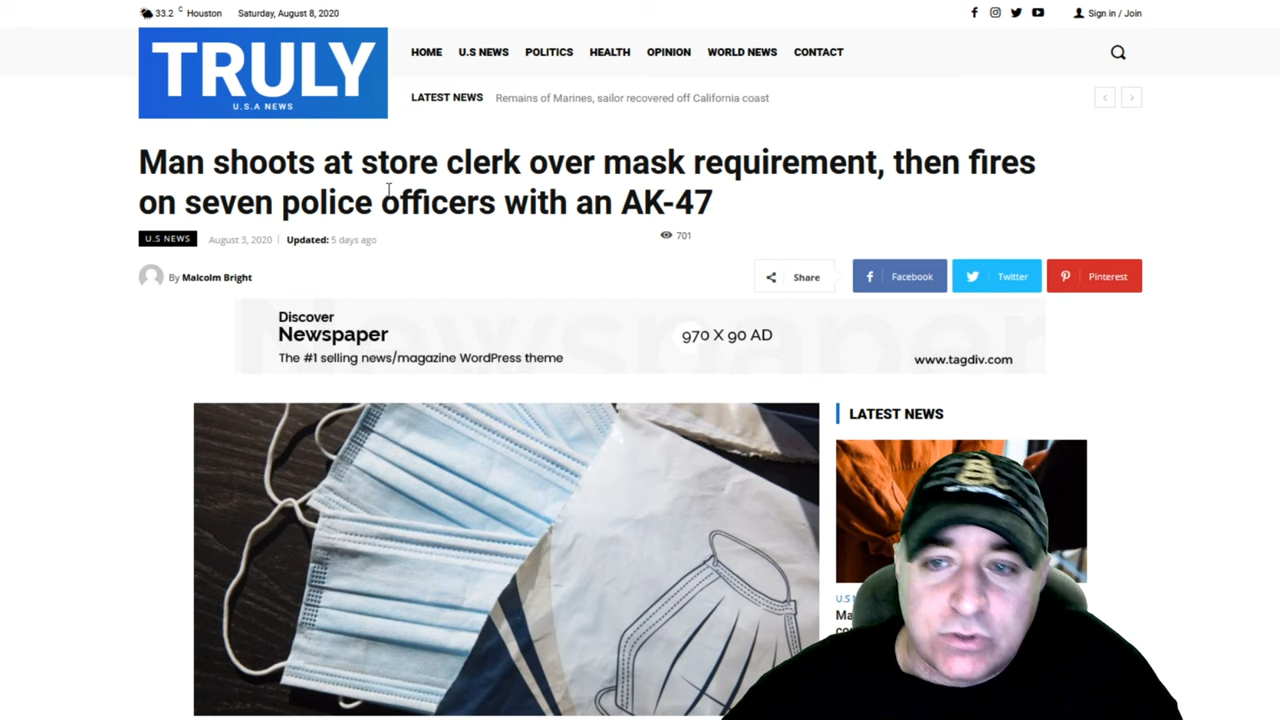 33.2 C Houston Saturday, August 8, 2020 Sign in / Join
TRULY
U.S.A NEWS
HOME U.S NEWS POLITICS HEALTH OPINION WORLD NEWS CONTACT
LATEST NEWS Remains of Marines, sailor recovered off California coast
Man shoots at store clerk over mask requirement, then fires
on seven police officers with an AK-47
U.S NEWS August 3, 2020 Updated: 5 days ago 701
By Malcolm Bright
Share Facebook Twitter Pinterest
Discover
Newspaper
The #1 selling news/magazine WordPress theme
970 X 90 AD
www.tagdiv.com
LATEST NEWS